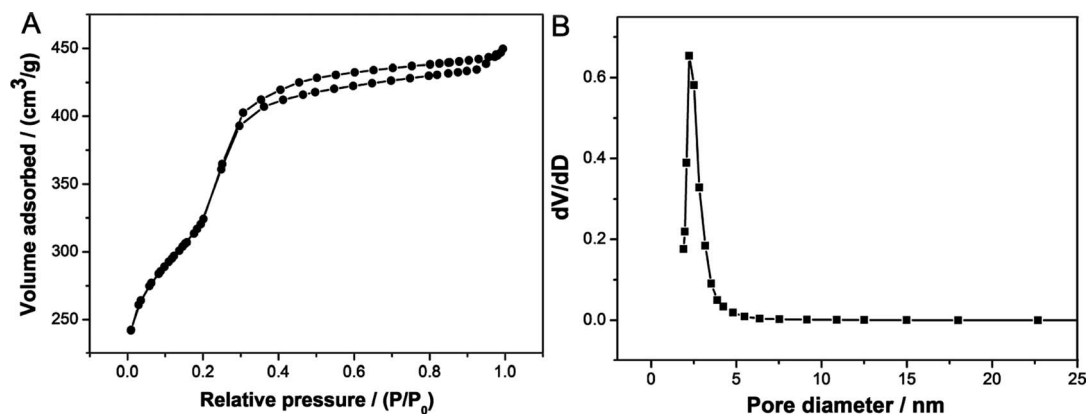 A
Volume adsorbed / (cm³/g)
450
400
350
300
250
0.0 0.2 0.4 0.6 0.8 1.0
Relative pressure / (P/P₀)
B
dV/dD
0.6
0.4
0.2
0.0
0 5 10 15 20 25
Pore diameter / nm